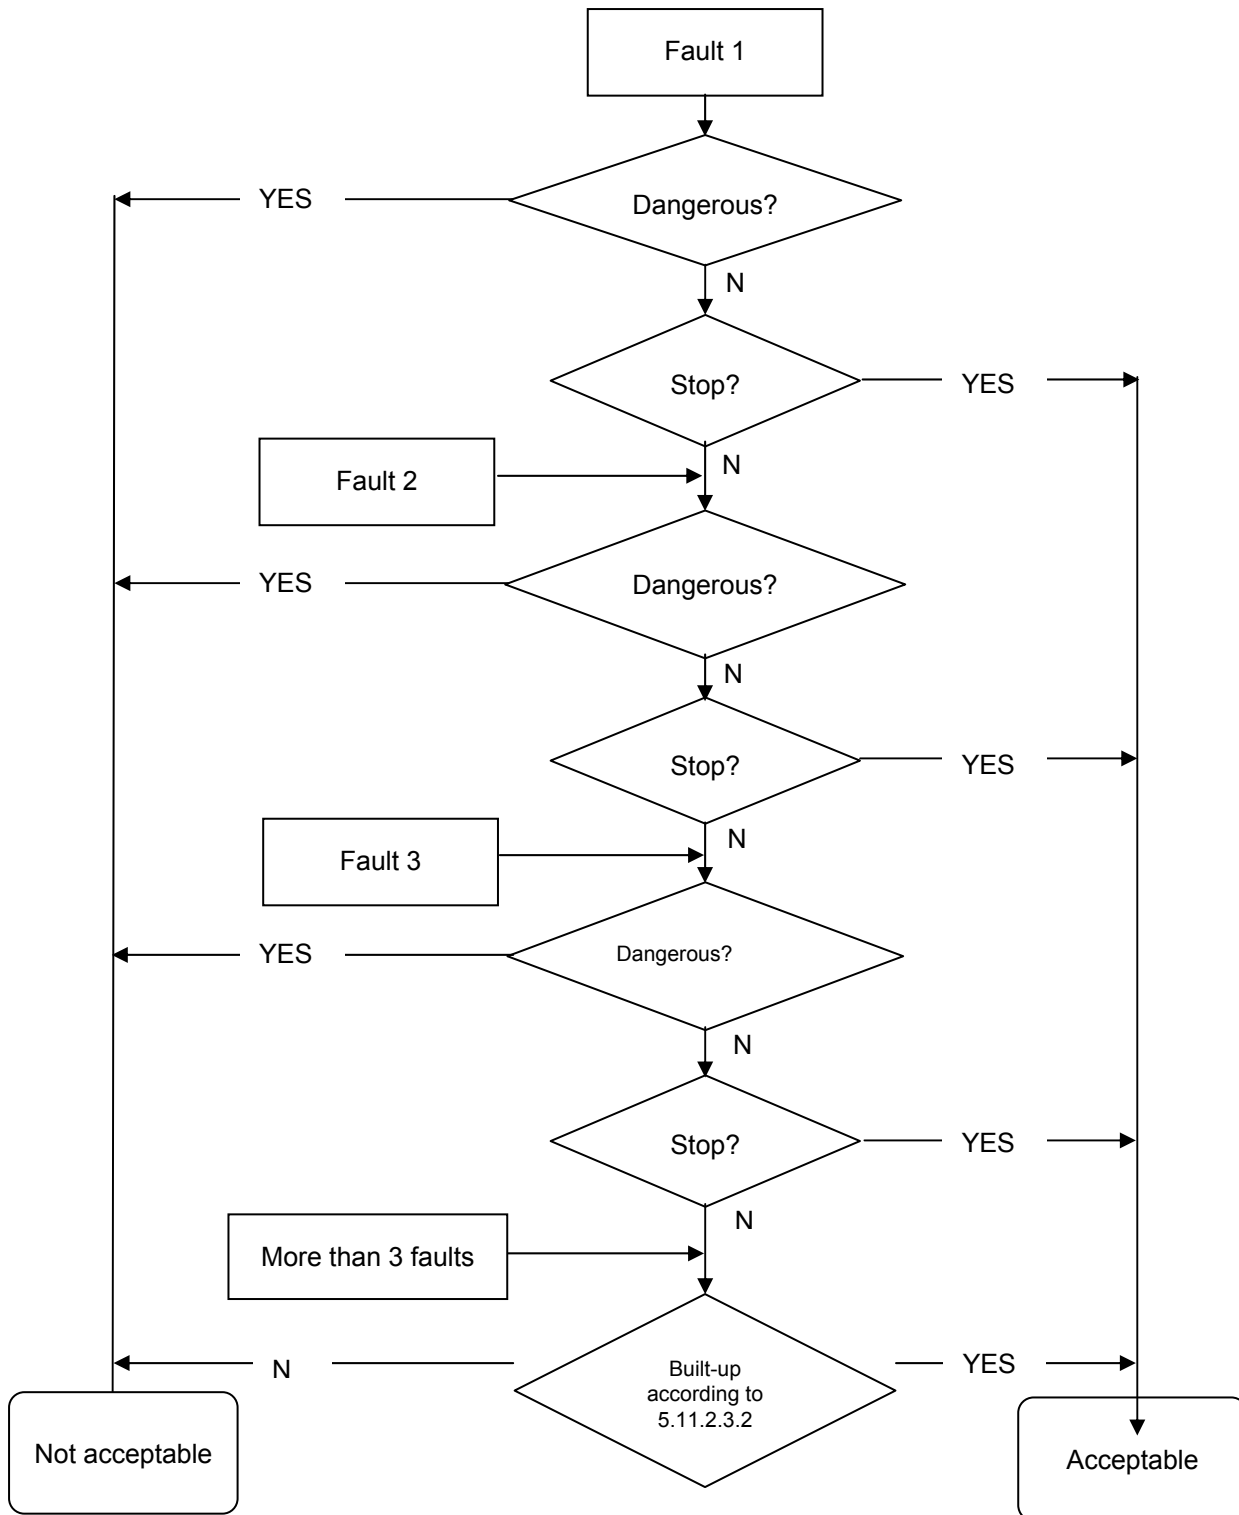 Fault 1
YES
Dangerous?
N
Stop?
YES
Fault 2
N
YES
Dangerous?
N
Stop?
YES
Fault 3
N
YES
Dangerous?
N
Stop?
YES
N
More than 3 faults
N
Built-up
according to
5.11.2.3.2
YES
Not acceptable
Acceptable